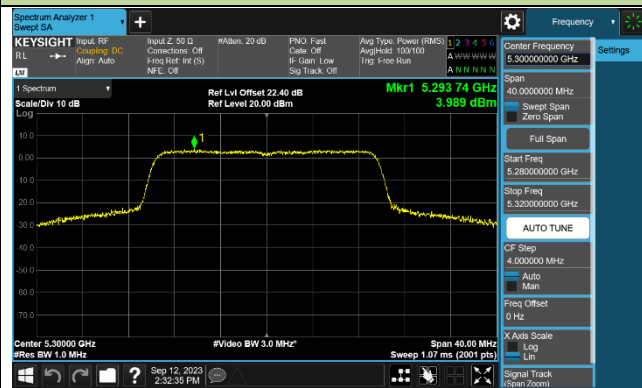 Spectrum Analyzer 1
Swept SA
+
Frequency
KEYSIGHT
RL
LXI
Input: RF
Coupling: DC
Align: Auto
Input Z: 50 Ω
Corrections: Off
Freq Ref: Int (S)
NFE: Off
#Atten: 20 dB
PNO: Fast
Gate: Off
IF Gain: Low
Sig Track: Off
Avg Type: Power (RMS)
Avg|Hold: 100/100
Trig: Free Run
1 2 3 4 5 6
A W W W W W
A N N N N N
1 Spectrum
Scale/Div 10 dB
Log
Ref Lvl Offset 22.40 dB
Ref Level 20.00 dBm
Mkr1 5.293 74 GHz
3.989 dBm
1
10.0
0.00
-10.0
-20.0
-30.0
-40.0
-50.0
-60.0
-70.0
Center 5.30000 GHz
#Res BW 1.0 MHz
#Video BW 3.0 MHz*
Span 40.00 MHz
Sweep 1.07 ms (2001 pts)
Center Frequency
5.300000000 GHz
Settings
Span
40.0000000 MHz
Swept Span
Zero Span
Full Span
Start Freq
5.280000000 GHz
Stop Freq
5.320000000 GHz
AUTO TUNE
CF Step
4.000000 MHz
Auto
Man
Freq Offset
0 Hz
X Axis Scale
Log
Lin
Signal Track
(Span Zoom)
?
Sep 12, 2023
2:32:35 PM